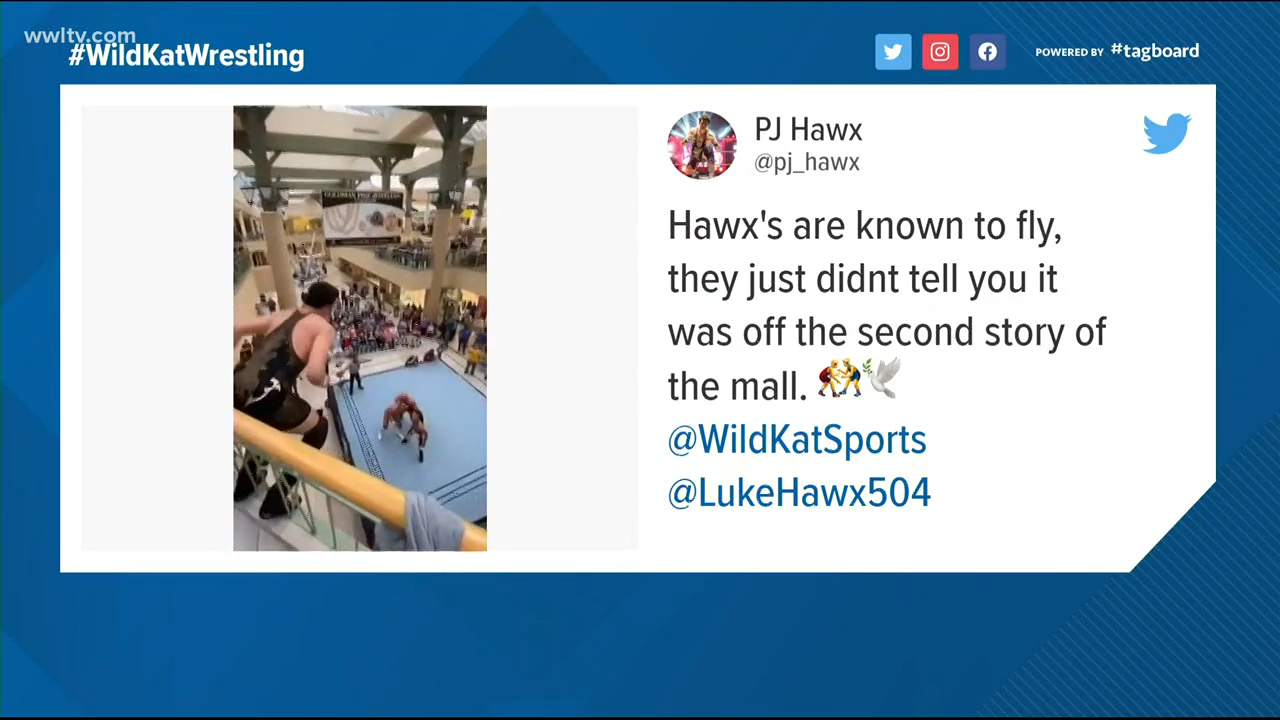 wwltv.com
#WildKatWrestling
POWERED BY #tagboard
PJ Hawx
@pj_hawx
Hawx's are known to fly,
they just didnt tell you it
was off the second story of
the mall. 🤼🕊️
@WildKatSports
@LukeHawx504